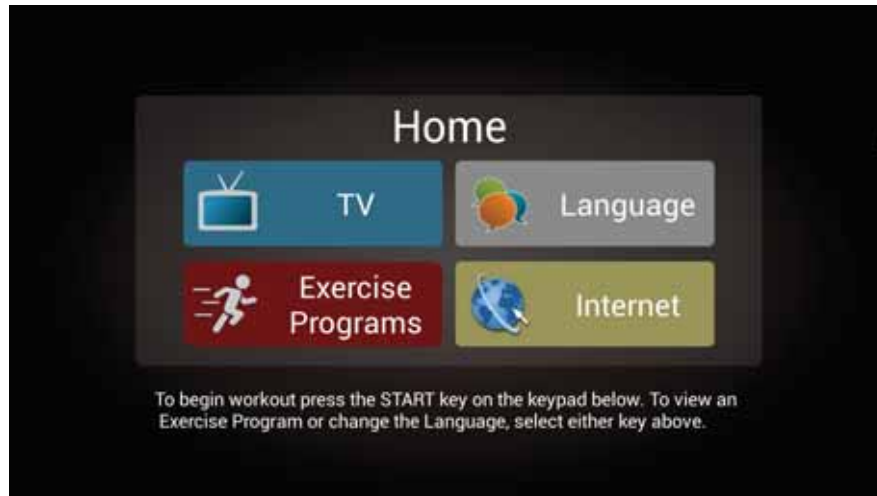 Home
TV
Language
Exercise
Programs
Internet
To begin workout press the START key on the keypad below. To view an
Exercise Program or change the Language, select either key above.